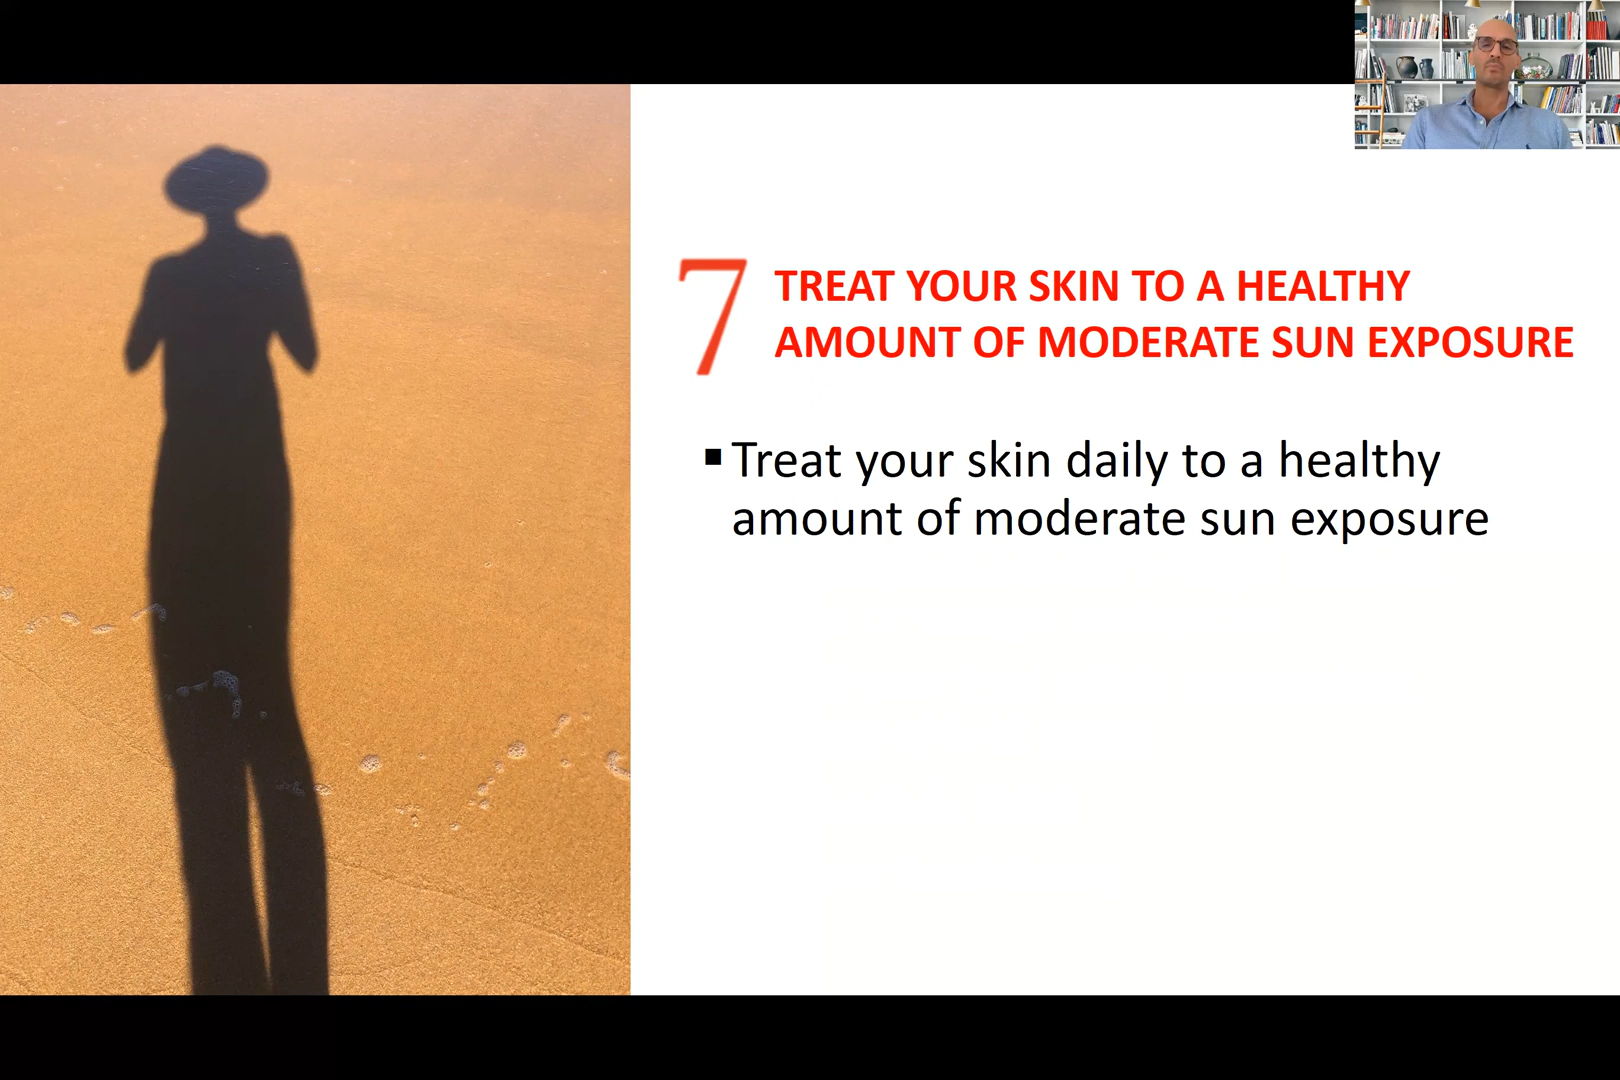 7
TREAT YOUR SKIN TO A HEALTHY
AMOUNT OF MODERATE SUN EXPOSURE
▪ Treat your skin daily to a healthy
amount of moderate sun exposure